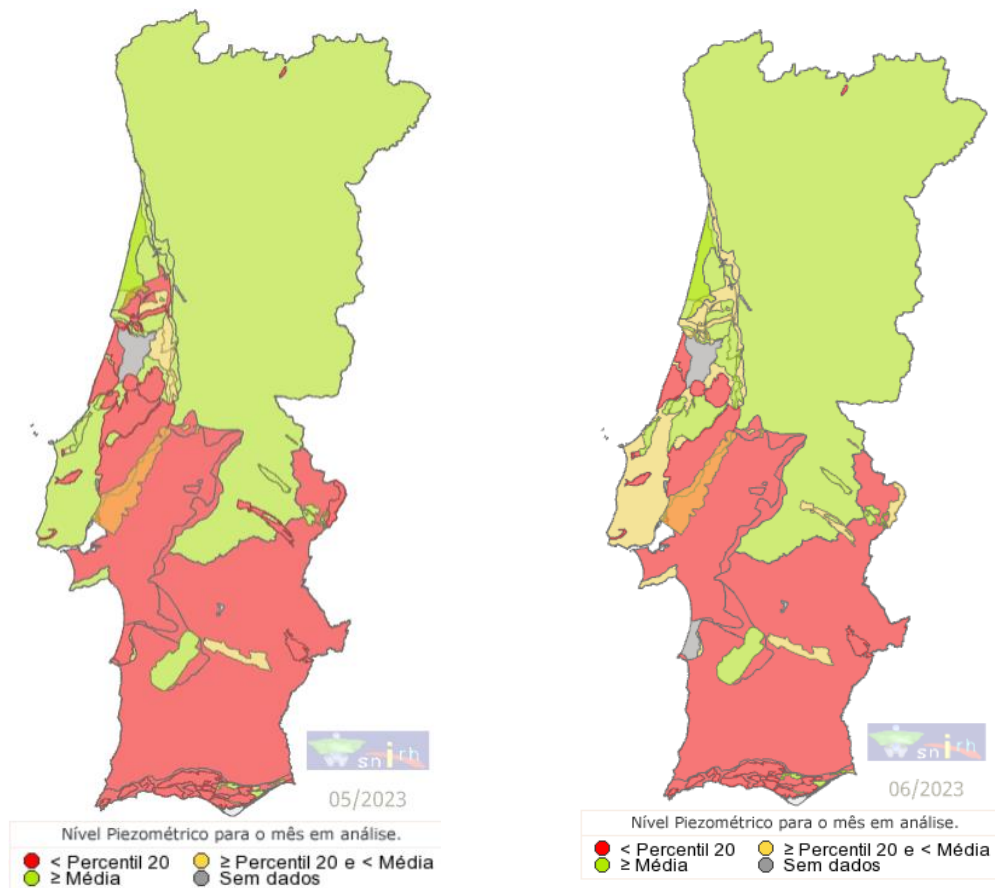 snirh
05/2023
Nível Piezométrico para o mês em análise.
< Percentil 20
≥ Percentil 20 e < Média
≥ Média
Sem dados
snirh
06/2023
Nível Piezométrico para o mês em análise.
< Percentil 20
≥ Percentil 20 e < Média
≥ Média
Sem dados